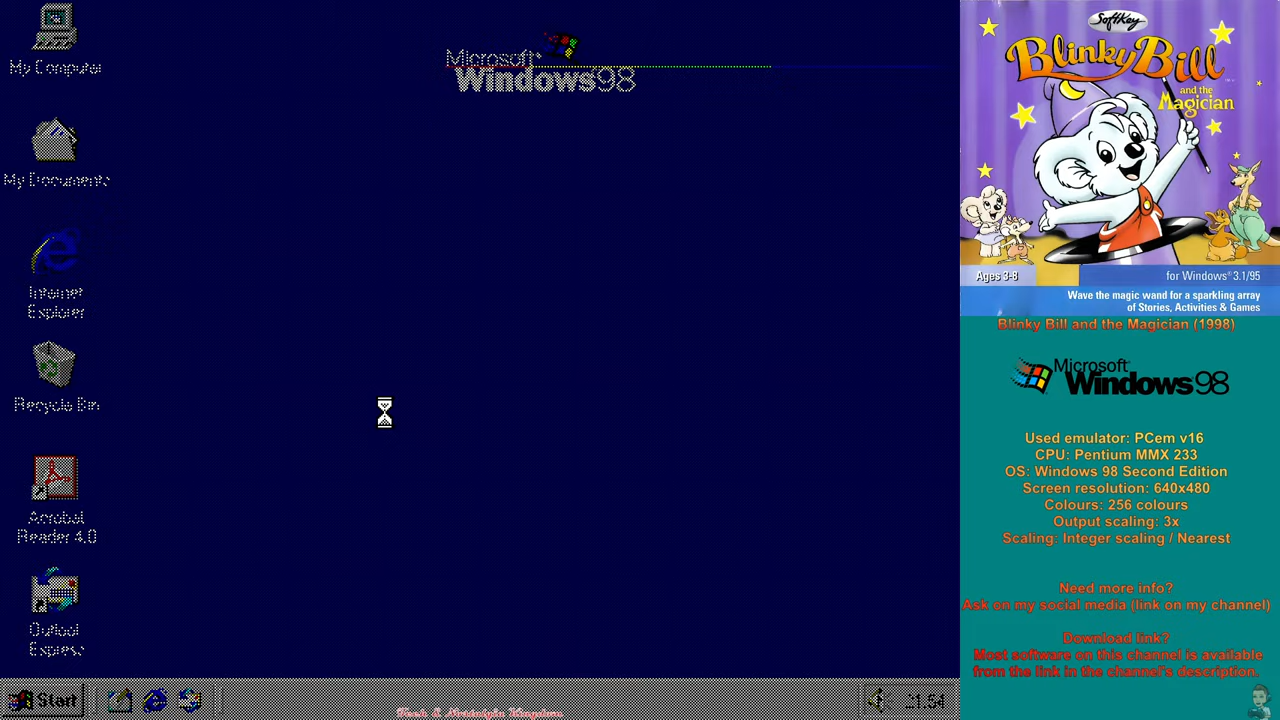 My Computer
My Documents
Internet
Explorer
Recycle Bin
Acrobat
Reader 4.0
Outlook
Express
Microsoft
Windows98
Start
21:54
Tech & Nostalgia Kingdom
SoftKey
Blinky Bill
and the
Magician
Ages 3-8
for Windows® 3.1/95
Wave the magic wand for a sparkling array
of Stories, Activities & Games
Blinky Bill and the Magician (1998)
Microsoft
Windows98
Used emulator: PCem v16
CPU: Pentium MMX 233
OS: Windows 98 Second Edition
Screen resolution: 640x480
Colours: 256 colours
Output scaling: 3x
Scaling: Integer scaling / Nearest
Need more info?
Ask on my social media (link on my channel)
Download link?
Most software on this channel is available
from the link in the channel's description.